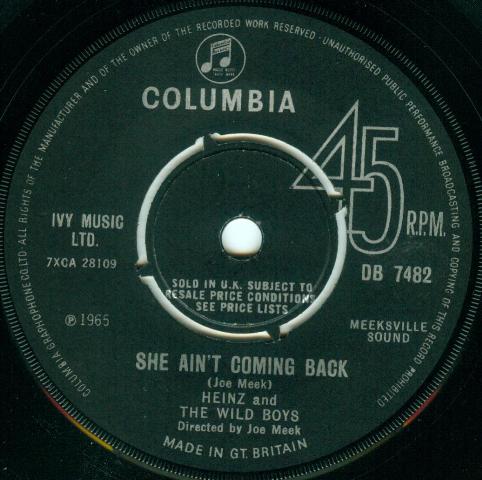 COLUMBIA GRAPHOPHONE CO. LTD. ALL RIGHTS OF THE MANUFACTURER AND OF THE OWNER OF THE RECORDED WORK RESERVED · UNAUTHORISED PUBLIC PERFORMANCE BROADCASTING AND COPYING OF THIS RECORD PROHIBITED
COLUMBIA
45
R.P.M.
IVY MUSIC
LTD.
7XCA 28109
DB 7482
SOLD IN U.K. SUBJECT TO
RESALE PRICE CONDITIONS
SEE PRICE LISTS
℗ 1965
MEEKSVILLE
SOUND
SHE AIN'T COMING BACK
(Joe Meek)
HEINZ and
THE WILD BOYS
Directed by Joe Meek
MADE IN GT. BRITAIN